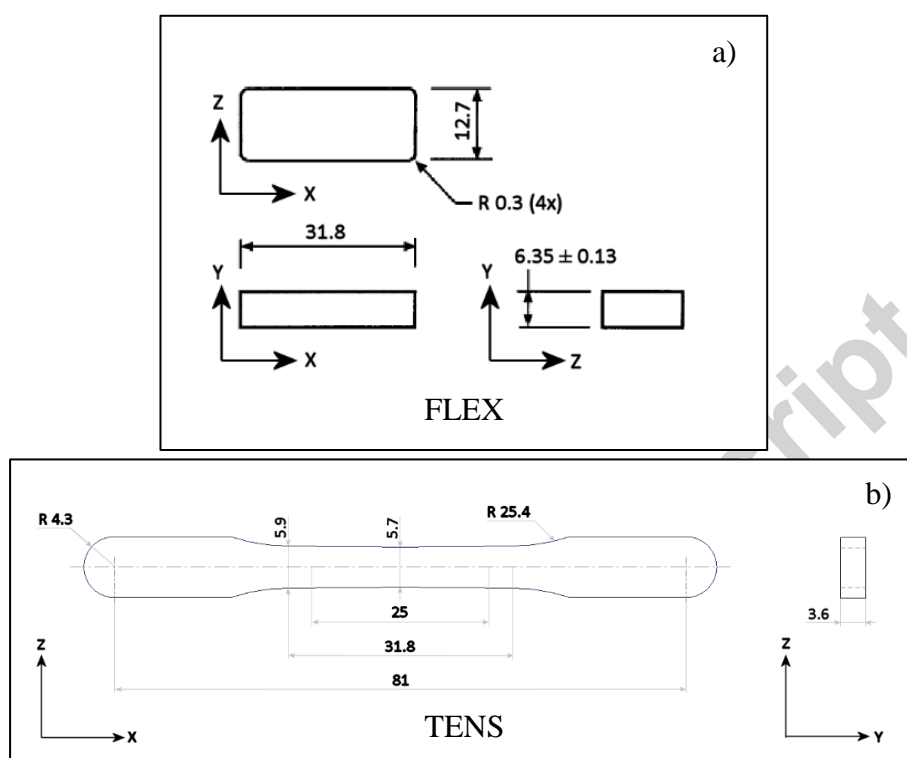 a)
Z
12.7
X
R 0.3 (4x)
31.8
6.35 ± 0.13
Y
X
Y
Z
FLEX
b)
R 4.3
5.9
5.7
R 25.4
25
31.8
81
3.6
Z
X
Z
Y
TENS
cript